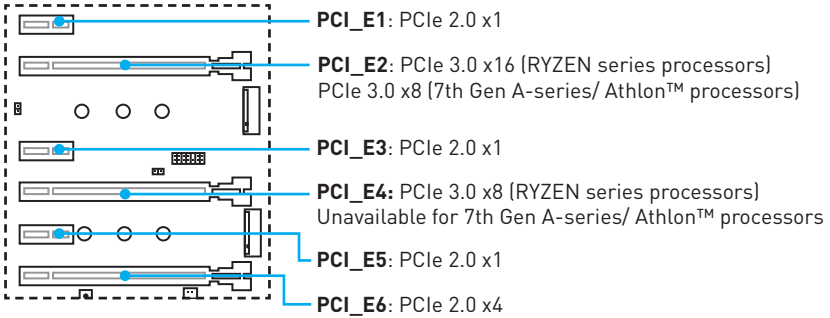 PCI_E1: PCIe 2.0 x1
PCI_E2: PCIe 3.0 x16 (RYZEN series processors)
PCIe 3.0 x8 (7th Gen A-series/ Athlon™ processors)
PCI_E3: PCIe 2.0 x1
PCI_E4: PCIe 3.0 x8 (RYZEN series processors)
Unavailable for 7th Gen A-series/ Athlon™ processors
PCI_E5: PCIe 2.0 x1
PCI_E6: PCIe 2.0 x4